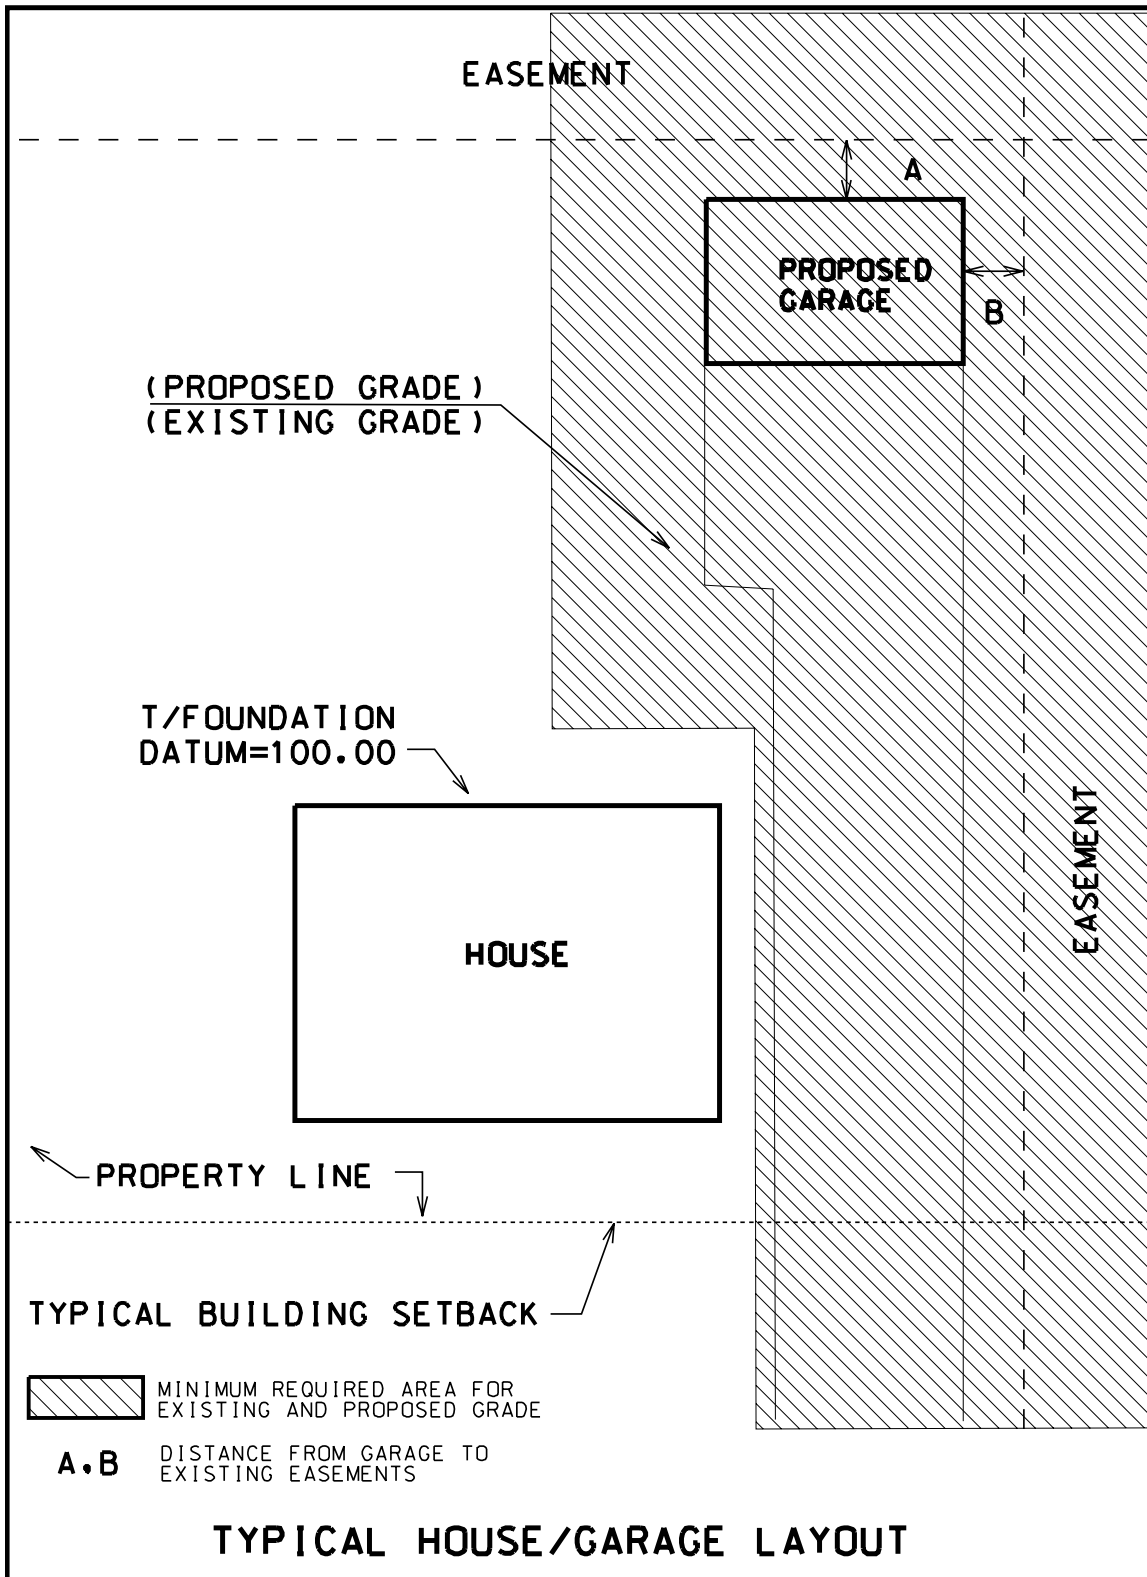 EASEMENT
A
PROPOSED
GARAGE
B
(PROPOSED GRADE)
(EXISTING GRADE)
T/FOUNDATION
DATUM=100.00
EASEMENT
HOUSE
PROPERTY LINE
TYPICAL BUILDING SETBACK
MINIMUM REQUIRED AREA FOR
EXISTING AND PROPOSED GRADE
A.B
DISTANCE FROM GARAGE TO
EXISTING EASEMENTS
TYPICAL HOUSE/GARAGE LAYOUT